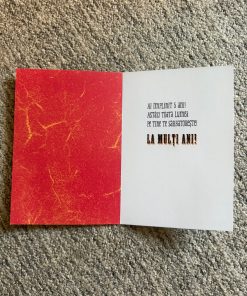 AI ÎMPLINIT 5 ANI!
ASTĂZI TOATĂ LUMEA
PE TINE TE SĂRBĂTOREȘTE!
LA MULȚI ANI!